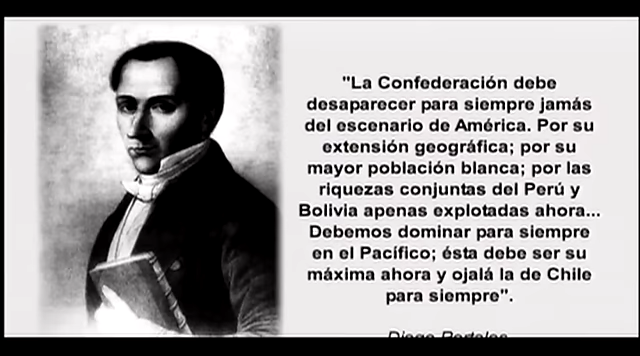 "La Confederación debe
desaparecer para siempre jamás
del escenario de América. Por su
extensión geográfica; por su
mayor población blanca; por las
riquezas conjuntas del Perú y
Bolivia apenas explotadas ahora...
Debemos dominar para siempre
en el Pacífico; ésta debe ser su
máxima ahora y ojalá la de Chile
para siempre".
Diego Portales